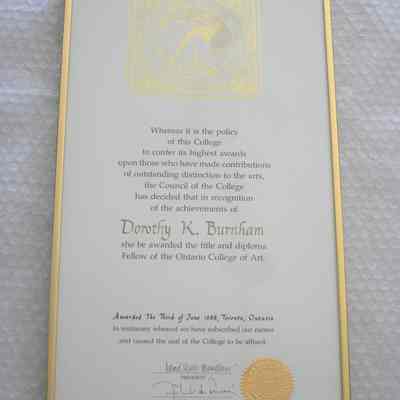 Whereas it is the policy
of this College
to confer its highest awards
upon those who have made contributions
of outstanding distinction to the arts,
the Council of the College
has decided that in recognition
of the achievements of
Dorothy K. Burnham
she be awarded the title and diploma
Fellow of the Ontario College of Art.
Awarded The Third of June 1988, Toronto, Ontario
In testimony whereof we have subscribed our names
and caused the seal of the College to be affixed.
PRESIDENT